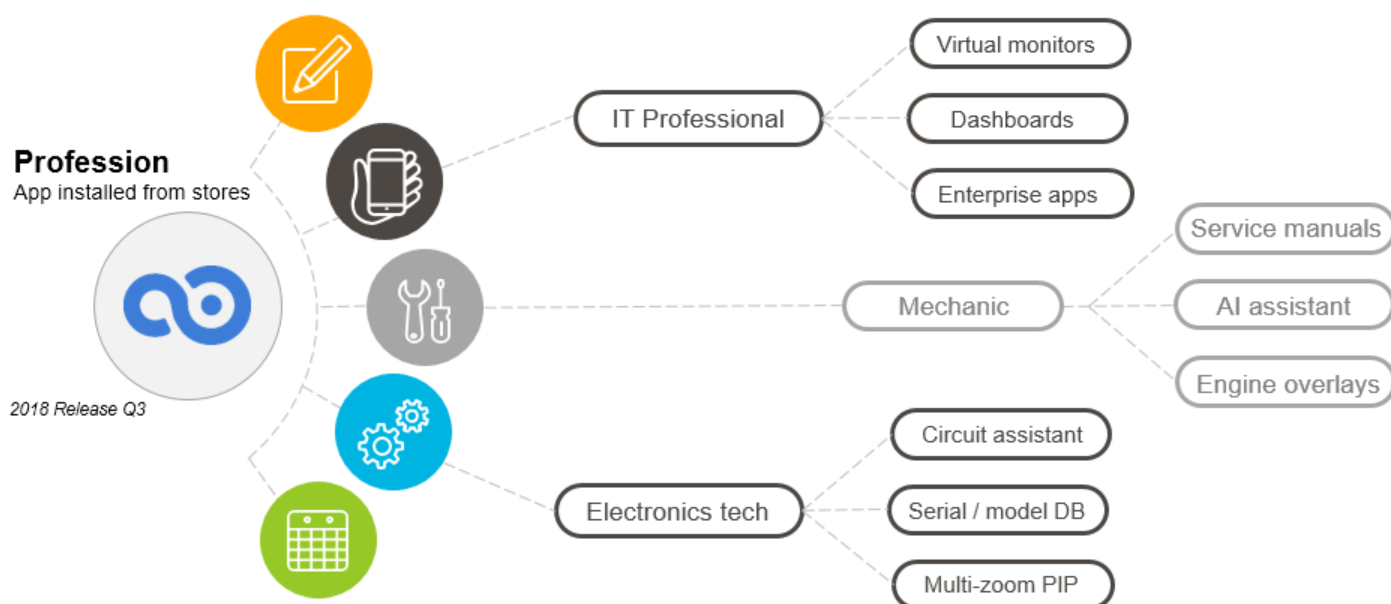 Profession
App installed from stores
2018 Release Q3
IT Professional
Virtual monitors
Dashboards
Enterprise apps
Mechanic
Service manuals
AI assistant
Engine overlays
Electronics tech
Circuit assistant
Serial / model DB
Multi-zoom PIP